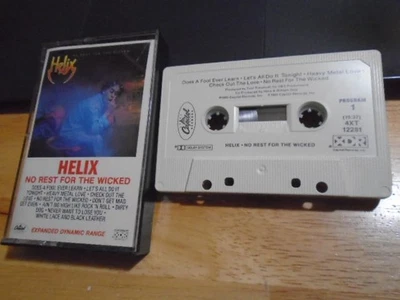 Helix
HELIX
NO REST FOR THE WICKED
DOES A FOOL EVER LEARN • LET'S ALL DO IT
TONIGHT • HEAVY METAL LOVE • CHECK OUT THE
LOVE • NO REST FOR THE WICKED • DON'T GET MAD
GET EVEN • AIN'T NO HIGH LIKE ROCK 'N ROLL • DIRTY
DOG • NEVER WANT TO LOSE YOU •
WHITE LACE AND BLACK LEATHER
EXPANDED DYNAMIC RANGE
XDR
Does A Fool Ever Learn • Let's All Do It Tonight • Heavy Metal Love
Check Out The Love • No Rest For The Wicked
Capitol
PROGRAM
1
4XT
12281
XDR
HELIX • NO REST FOR THE WICKED